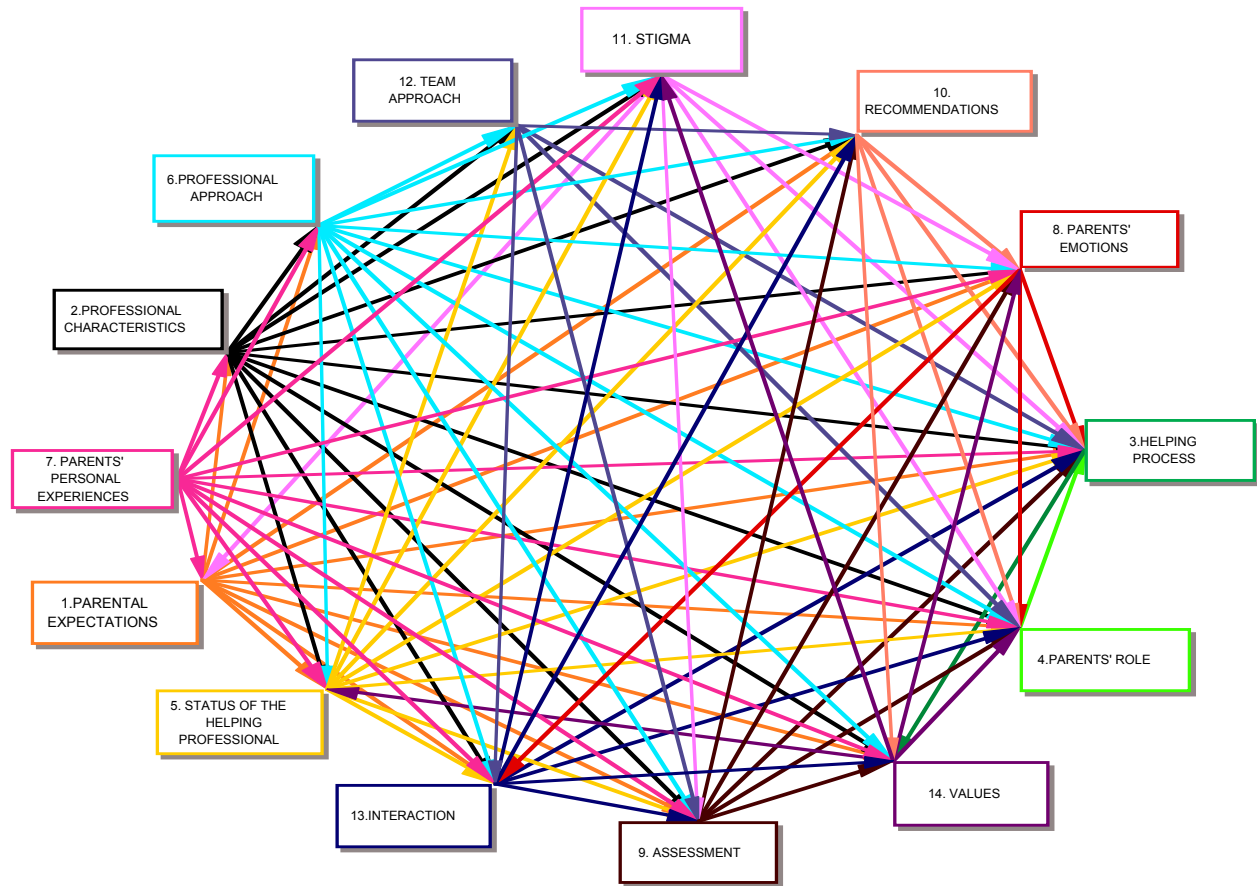 11. STIGMA
12. TEAM
APPROACH
10.
RECOMMENDATIONS
6.PROFESSIONAL
APPROACH
8. PARENTS'
EMOTIONS
2.PROFESSIONAL
CHARACTERISTICS
3.HELPING
PROCESS
7. PARENTS'
PERSONAL
EXPERIENCES
1.PARENTAL
EXPECTATIONS
4.PARENTS' ROLE
5. STATUS OF THE
HELPING
PROFESSIONAL
14. VALUES
13.INTERACTION
9. ASSESSMENT